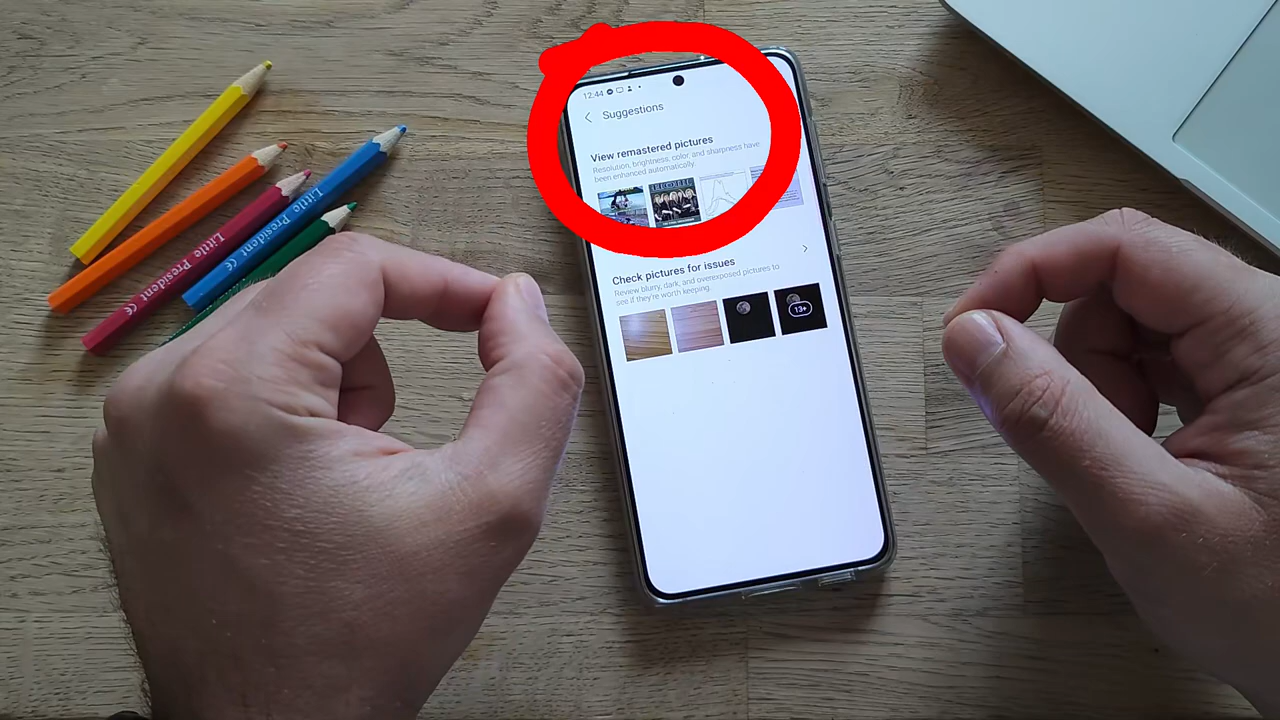 12:44
Suggestions
View remastered pictures
Resolution, brightness, color, and sharpness have
been enhanced automatically.
Check pictures for issues
Review blurry, dark, and overexposed pictures to
see if they're worth keeping.
13+
Little President
Little President